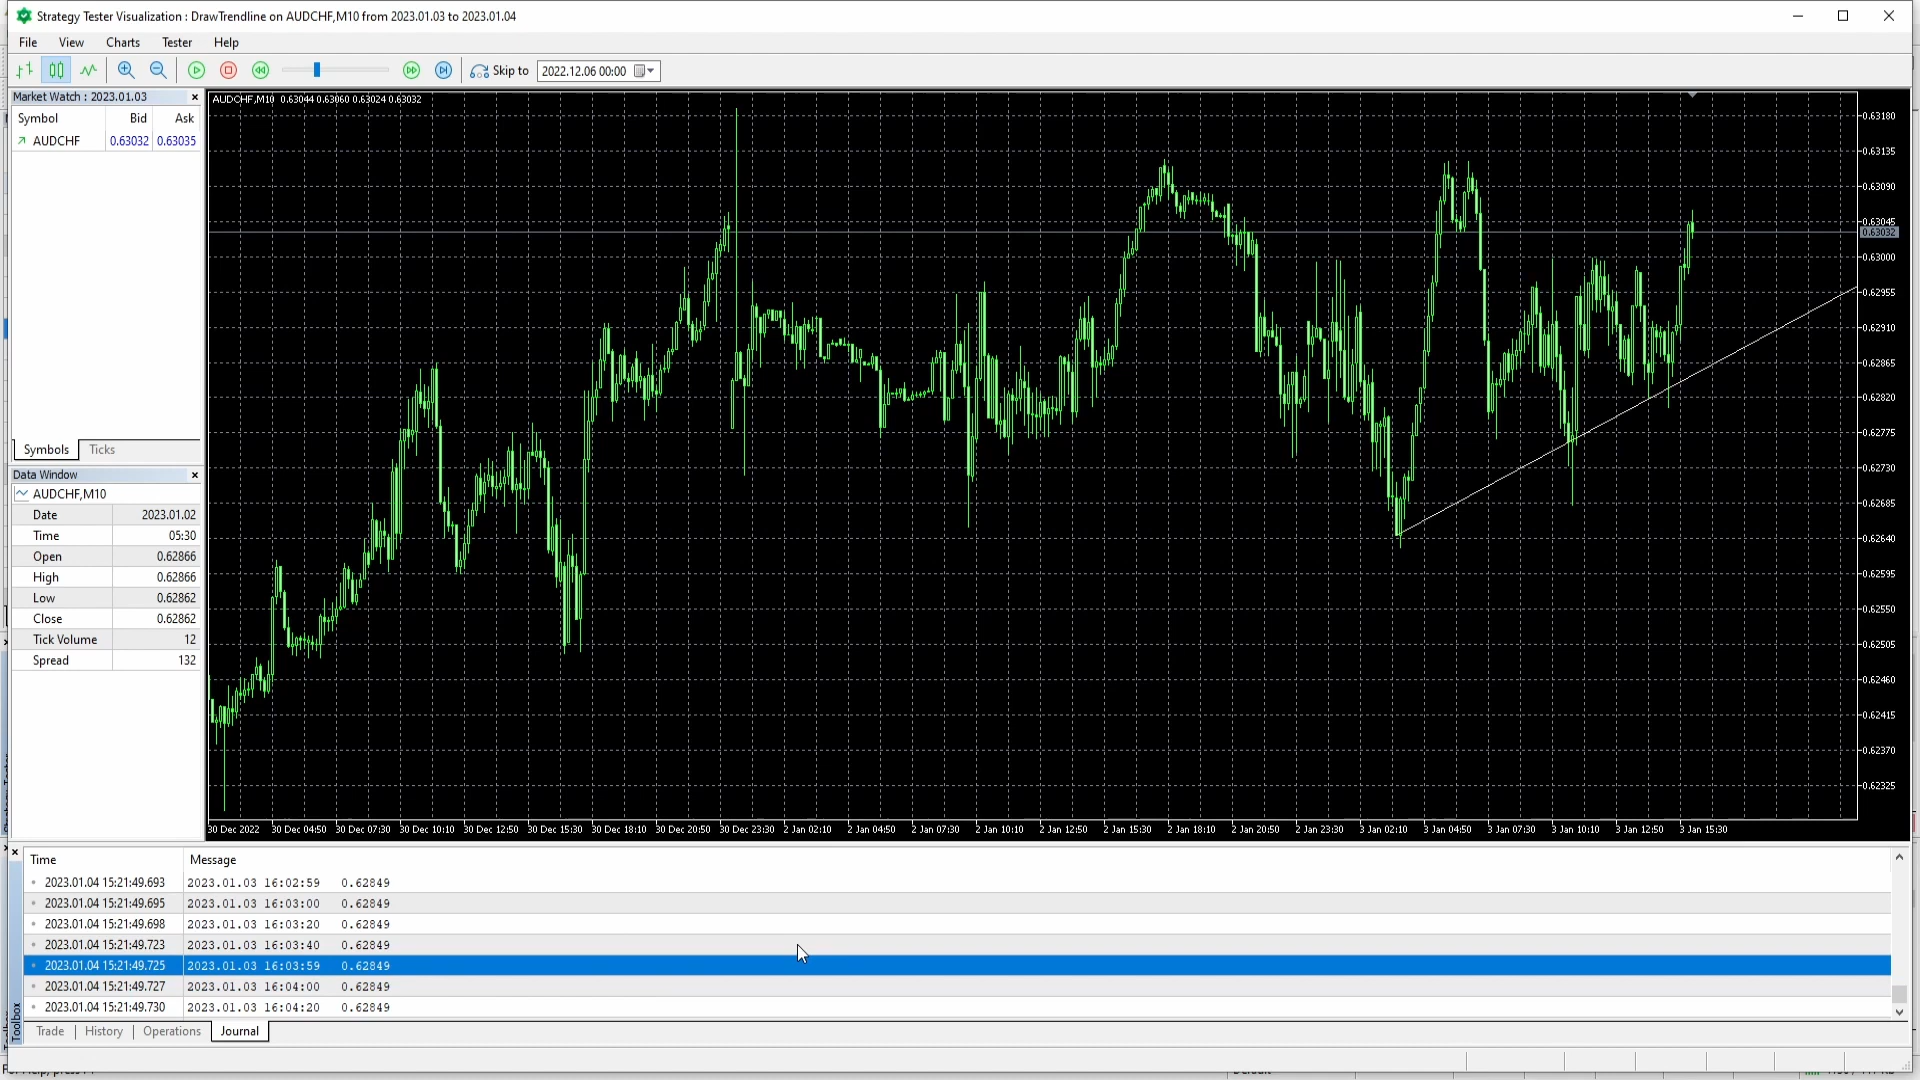 Strategy Tester Visualization : DrawTrendline on AUDCHF,M10 from 2023.01.03 to 2023.01.04
File View Charts Tester Help
Skip to 2022.12.06 00:00
Market Watch : 2023.01.03
Symbol Bid Ask
AUDCHF 0.63032 0.63035
Symbols Ticks
Data Window
AUDCHF,M10
Date 2023.01.02
Time 05:30
Open 0.62866
High 0.62866
Low 0.62862
Close 0.62862
Tick Volume 12
Spread 132
AUDCHF,M10 0.63044 0.63060 0.63024 0.63032
0.63180
0.63135
0.63090
0.63045
0.63032
0.63000
0.62955
0.62910
0.62865
0.62820
0.62775
0.62730
0.62685
0.62640
0.62595
0.62550
0.62505
0.62460
0.62415
0.62370
0.62325
30 Dec 2022 30 Dec 04:50 30 Dec 07:30 30 Dec 10:10 30 Dec 12:50 30 Dec 15:30 30 Dec 18:10 30 Dec 20:50 30 Dec 23:30 2 Jan 02:10 2 Jan 04:50 2 Jan 07:30 2 Jan 10:10 2 Jan 12:50 2 Jan 15:30 2 Jan 18:10 2 Jan 20:50 2 Jan 23:30 3 Jan 02:10 3 Jan 04:50 3 Jan 07:30 3 Jan 10:10 3 Jan 12:50 3 Jan 15:30
Time Message
2023.01.04 15:21:49.693 2023.01.03 16:02:59 0.62849
2023.01.04 15:21:49.695 2023.01.03 16:03:00 0.62849
2023.01.04 15:21:49.698 2023.01.03 16:03:20 0.62849
2023.01.04 15:21:49.723 2023.01.03 16:03:40 0.62849
2023.01.04 15:21:49.725 2023.01.03 16:03:59 0.62849
2023.01.04 15:21:49.727 2023.01.03 16:04:00 0.62849
2023.01.04 15:21:49.730 2023.01.03 16:04:20 0.62849
Toolbox
Trade History Operations Journal